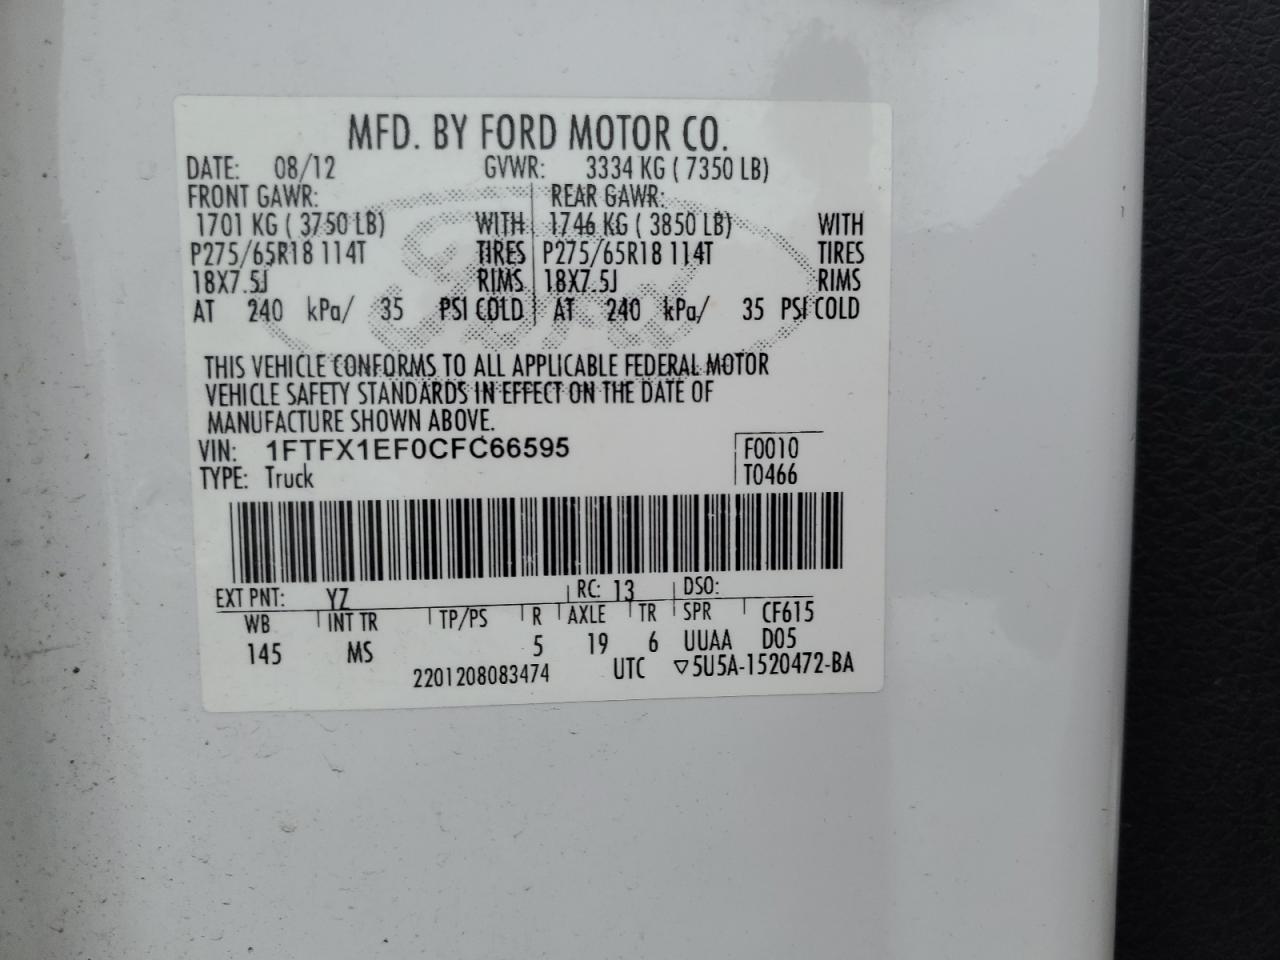 MFD. BY FORD MOTOR CO.
DATE: 08/12 GVWR: 3334 KG ( 7350 LB)
FRONT GAWR: REAR GAWR:
1701 KG ( 3750 LB) WITH 1746 KG ( 3850 LB) WITH
P275/65R18 114T TIRES P275/65R18 114T TIRES
18X7.5J RIMS 18X7.5J RIMS
AT 240 kPa/ 35 PSI COLD AT 240 kPa/ 35 PSI COLD
THIS VEHICLE CONFORMS TO ALL APPLICABLE FEDERAL MOTOR
VEHICLE SAFETY STANDARDS IN EFFECT ON THE DATE OF
MANUFACTURE SHOWN ABOVE.
VIN: 1FTFX1EF0CFC66595 F0010
TYPE: Truck T0466
EXT PNT: YZ RC: 13 DSO:
WB INT TR TP/PS R AXLE TR SPR CF615
145 MS 5 19 6 UUAA D05
2201208083474 UTC ▽5U5A-1520472-BA